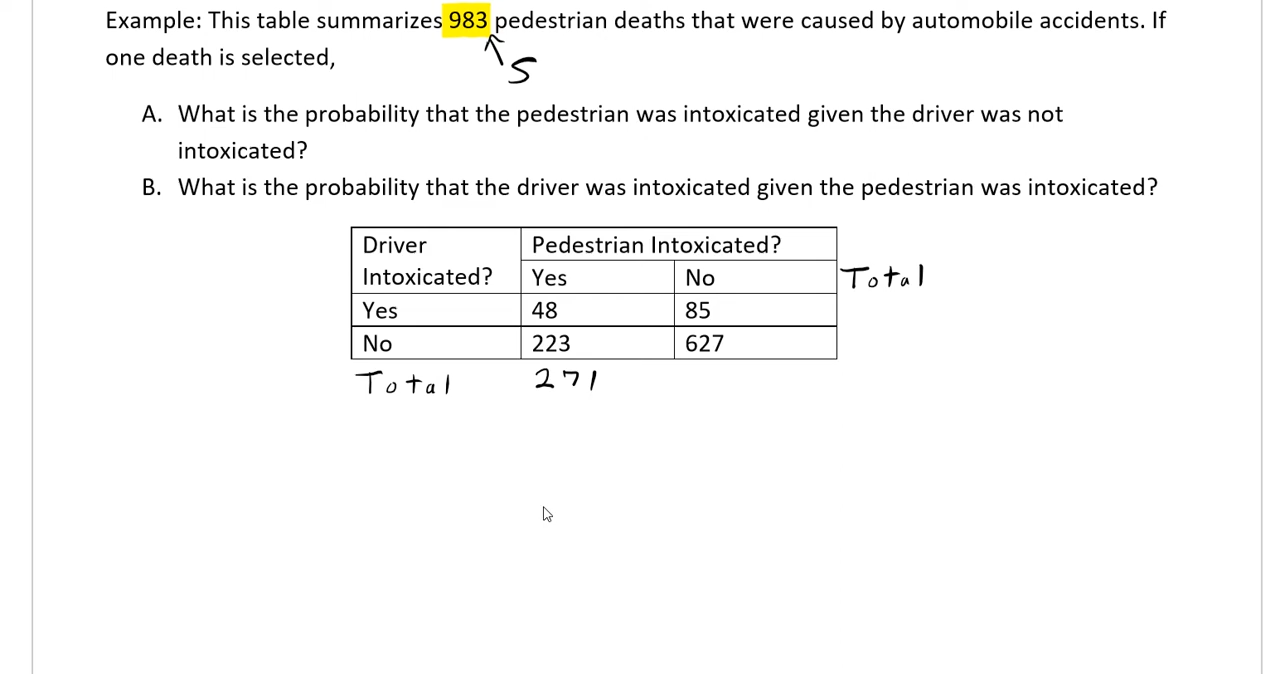 Example: This table summarizes 983 pedestrian deaths that were caused by automobile accidents. If
one death is selected,
S
A. What is the probability that the pedestrian was intoxicated given the driver was not
intoxicated?
B. What is the probability that the driver was intoxicated given the pedestrian was intoxicated?
Driver Pedestrian Intoxicated?
Intoxicated? Yes No Total
Yes 48 85
No 223 627
Total 271